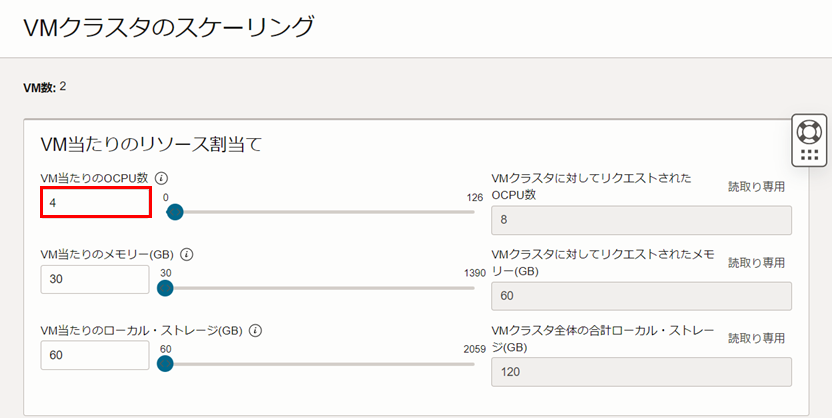 VMクラスタのスケーリング
VM数: 2
VM当たりのリソース割当て
VM当たりのOCPU数
4
0
126
VMクラスタに対してリクエストされた
OCPU数
読取り専用
8
VM当たりのメモリー(GB)
30
30
1390
VMクラスタに対してリクエストされたメモ
リー(GB)
読取り専用
60
VM当たりのローカル・ストレージ(GB)
60
60
2059
VMクラスタ全体の合計ローカル・ストレー
ジ(GB)
読取り専用
120